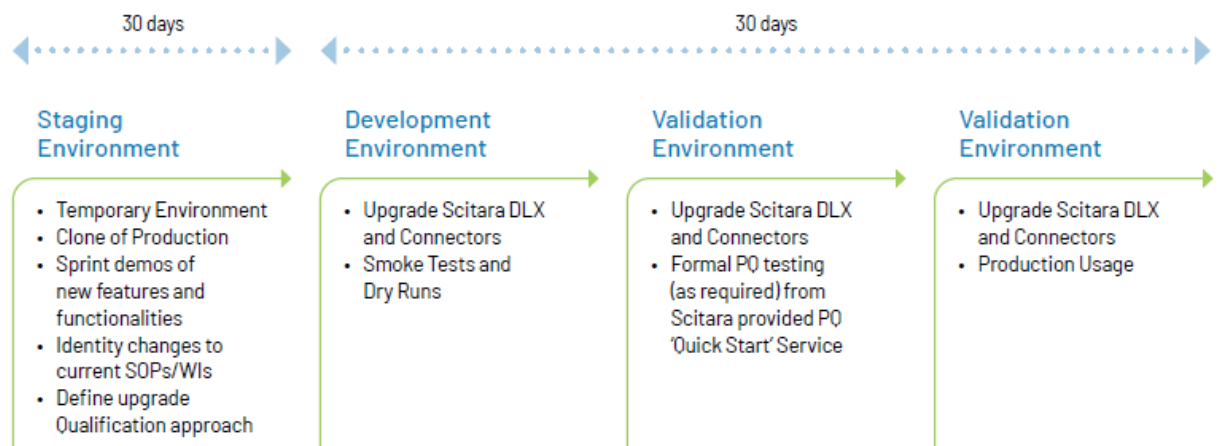 30 days
30 days
Staging
Environment
• Temporary Environment
• Clone of Production
• Sprint demos of
new features and
functionalities
• Identity changes to
current SOPs/WIs
• Define upgrade
Qualification approach
Development
Environment
• Upgrade Scitara DLX
and Connectors
• Smoke Tests and
Dry Runs
Validation
Environment
• Upgrade Scitara DLX
and Connectors
• Formal PQ testing
(as required) from
Scitara provided PQ
‘Quick Start’ Service
Validation
Environment
• Upgrade Scitara DLX
and Connectors
• Production Usage